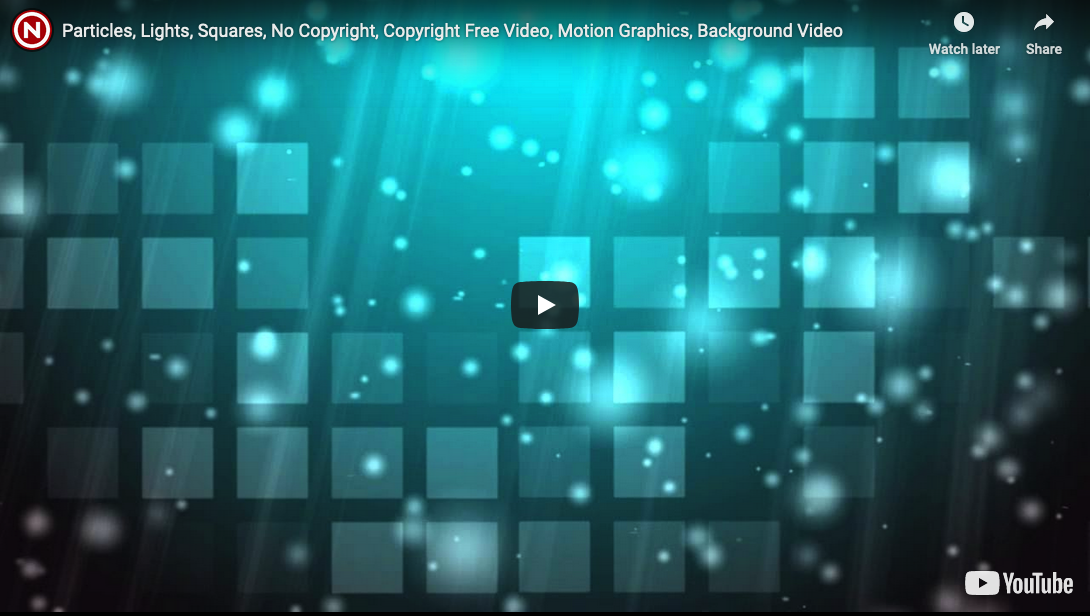 N
Particles, Lights, Squares, No Copyright, Copyright Free Video, Motion Graphics, Background Video
Watch later
Share
YouTube